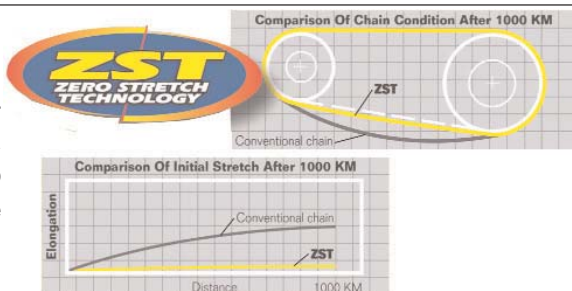 Comparison Of Chain Condition After 1000 KM
ZST
ZERO STRETCH
TECHNOLOGY
ZST
Conventional chain
Comparison Of Initial Stretch After 1000 KM
Elongation
Conventional chain
ZST
Distance
1000 KM